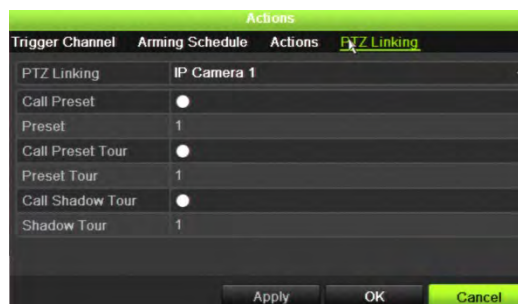 Actions
Trigger Channel Arming Schedule Actions PTZ Linking
PTZ Linking IP Camera 1
Call Preset
Preset 1
Call Preset Tour
Preset Tour 1
Call Shadow Tour
Shadow Tour 1
Apply OK Cancel